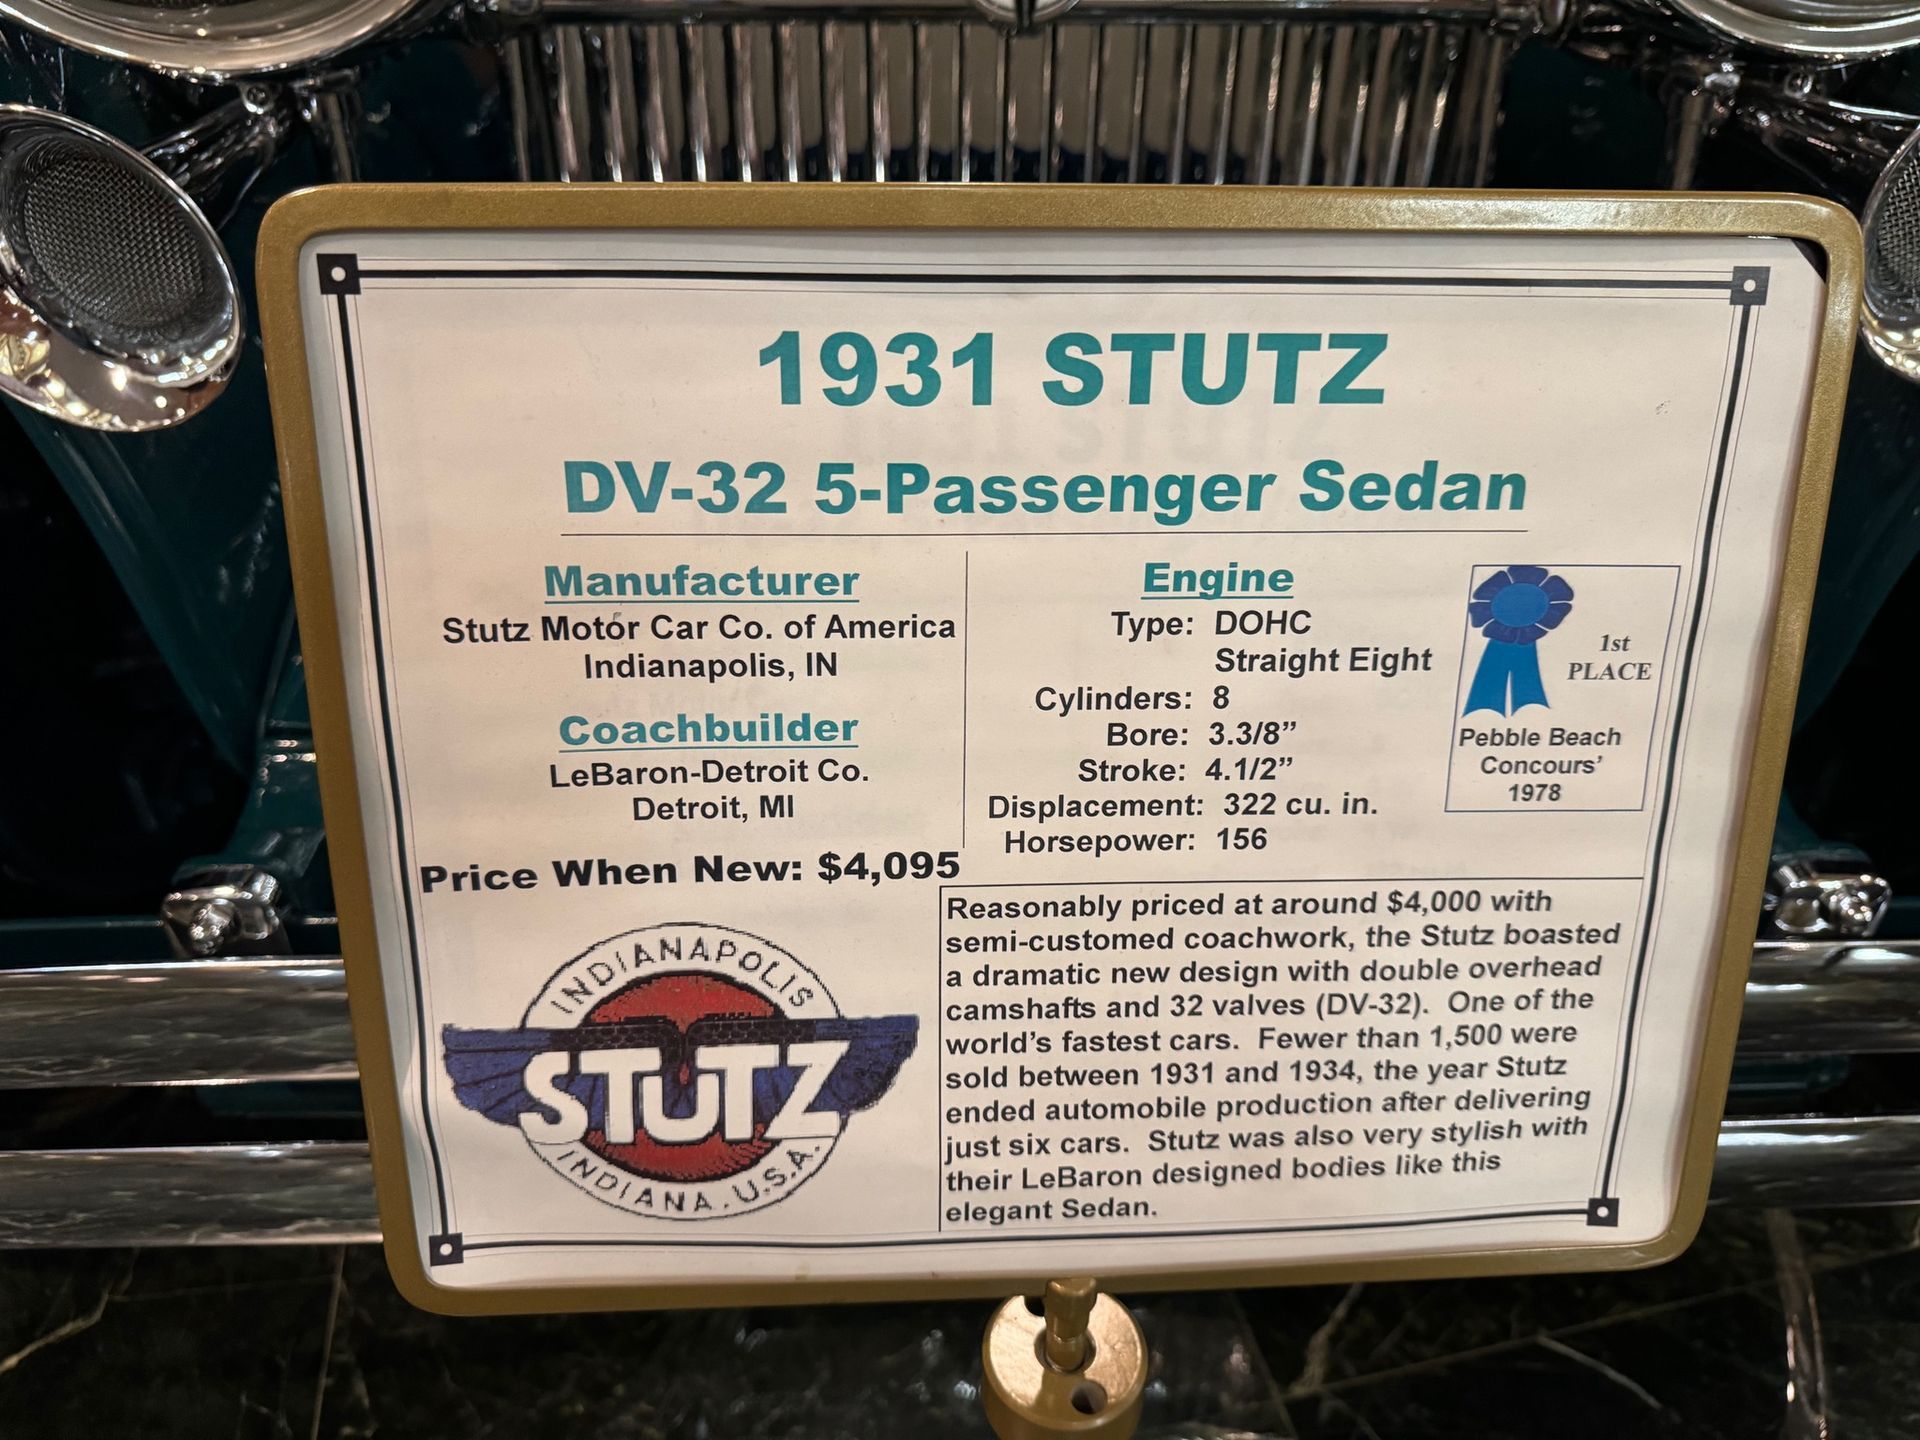 1931 STUTZ
DV-32 5-Passenger Sedan
Manufacturer
Stutz Motor Car Co. of America
Indianapolis, IN
Coachbuilder
LeBaron-Detroit Co.
Detroit, MI
Price When New: $4,095
Engine
Type: DOHC
Straight Eight
Cylinders: 8
Bore: 3.3/8”
Stroke: 4.1/2”
Displacement: 322 cu. in.
Horsepower: 156
1st
PLACE
Pebble Beach
Concours’
1978
INDIANAPOLIS
STUTZ
INDIANA. U.S.A.
Reasonably priced at around $4,000 with
semi-customed coachwork, the Stutz boasted
a dramatic new design with double overhead
camshafts and 32 valves (DV-32). One of the
world’s fastest cars. Fewer than 1,500 were
sold between 1931 and 1934, the year Stutz
ended automobile production after delivering
just six cars. Stutz was also very stylish with
their LeBaron designed bodies like this
elegant Sedan.